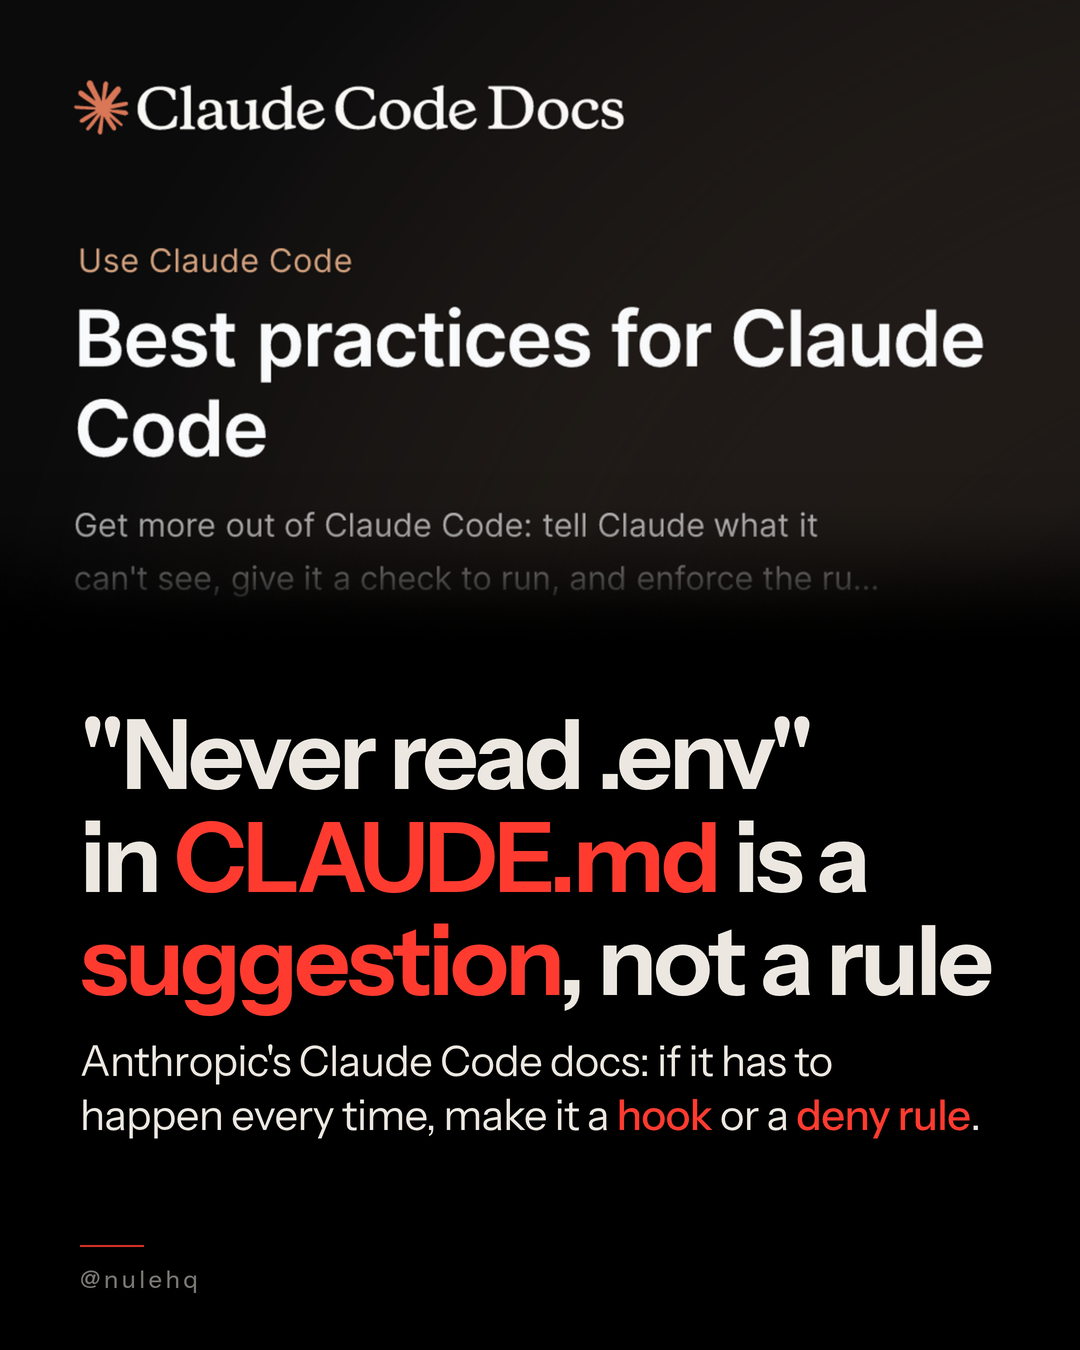 Claude Code Docs
Use Claude Code
Best practices for Claude
Code
Get more out of Claude Code: tell Claude what it
can't see, give it a check to run, and enforce the ru...
"Never read .env"
in CLAUDE.md is a
suggestion, not a rule
Anthropic's Claude Code docs: if it has to
happen every time, make it a hook or a deny rule.
@nulehq